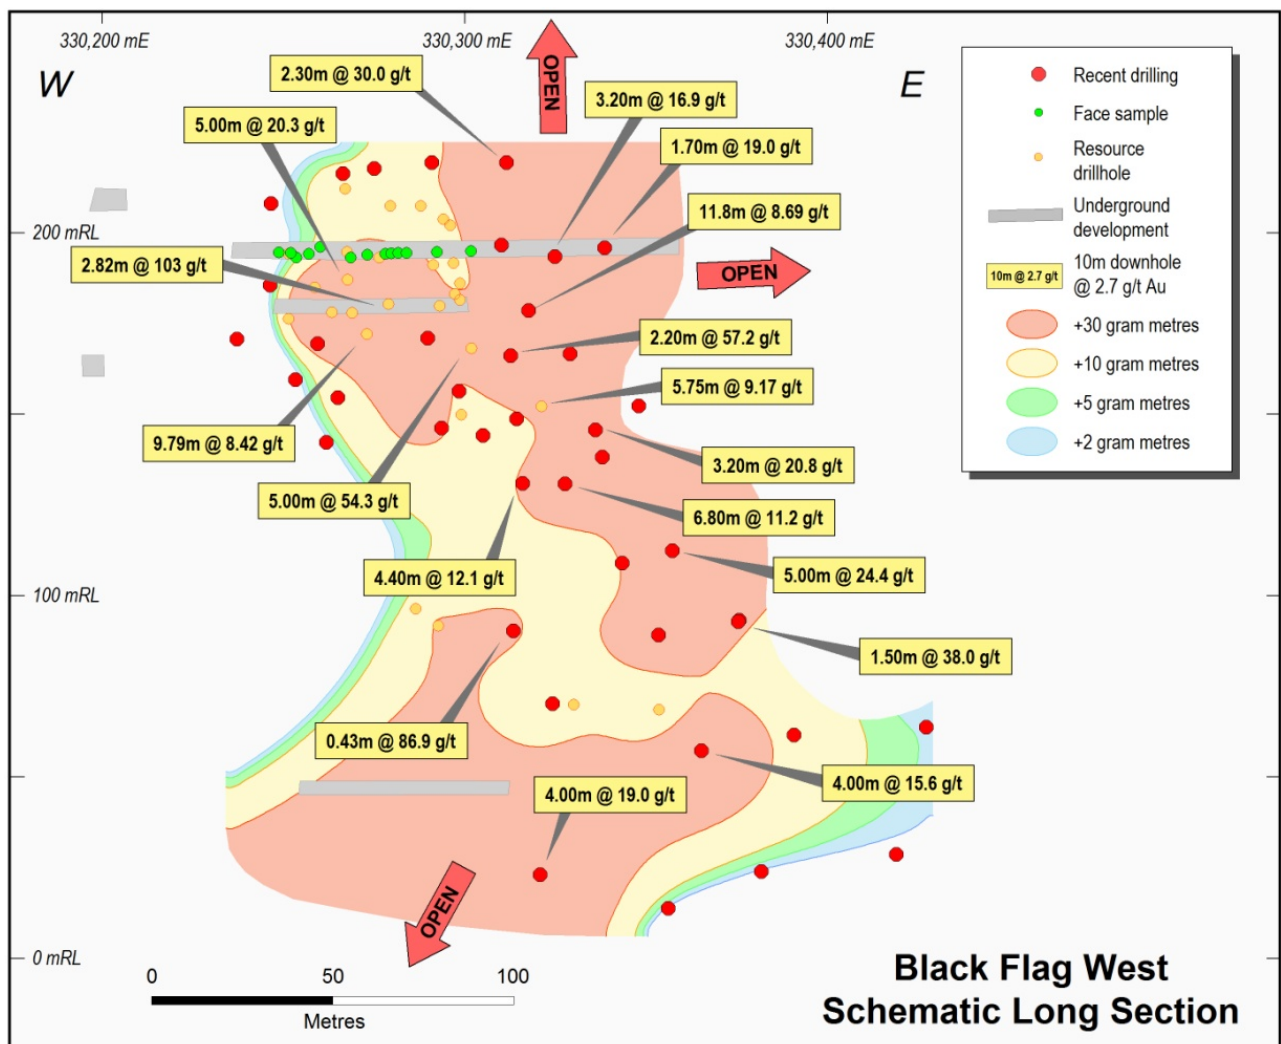 330,200 mE
330,300 mE
330,400 mE
W
E
OPEN
2.30m @ 30.0 g/t
3.20m @ 16.9 g/t
5.00m @ 20.3 g/t
1.70m @ 19.0 g/t
11.8m @ 8.69 g/t
200 mRL
2.82m @ 103 g/t
OPEN
2.20m @ 57.2 g/t
5.75m @ 9.17 g/t
9.79m @ 8.42 g/t
3.20m @ 20.8 g/t
5.00m @ 54.3 g/t
6.80m @ 11.2 g/t
4.40m @ 12.1 g/t
5.00m @ 24.4 g/t
100 mRL
1.50m @ 38.0 g/t
0.43m @ 86.9 g/t
4.00m @ 15.6 g/t
4.00m @ 19.0 g/t
OPEN
0 mRL
Recent drilling
Face sample
Resource
drillhole
Underground
development
10m @ 2.7 g/t
10m downhole
@ 2.7 g/t Au
+30 gram metres
+10 gram metres
+5 gram metres
+2 gram metres
0
50
100
Metres
Black Flag West
Schematic Long Section